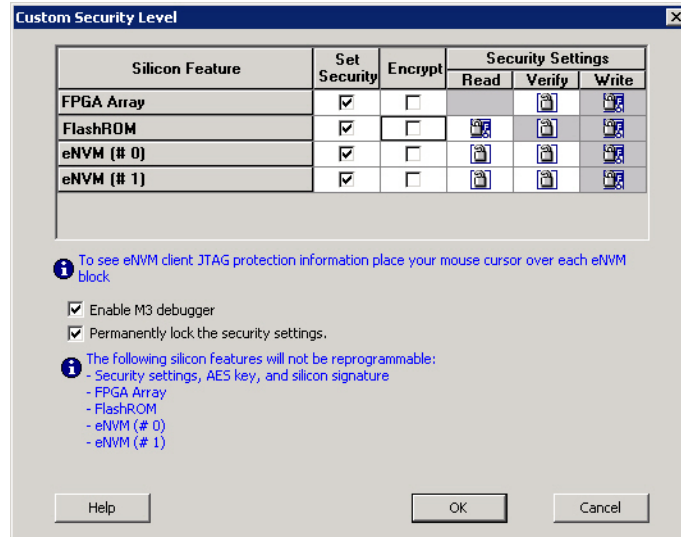 Custom Security Level
Silicon Feature
Set Security
Encrypt
Security Settings
Read Verify Write
FPGA Array
FlashROM
eNVM (# 0)
eNVM (# 1)
To see eNVM client JTAG protection information place your mouse cursor over each eNVM
block
Enable M3 debugger
Permanently lock the security settings.
The following silicon features will not be reprogrammable:
- Security settings, AES key, and silicon signature
- FPGA Array
- FlashROM
- eNVM (# 0)
- eNVM (# 1)
Help OK Cancel